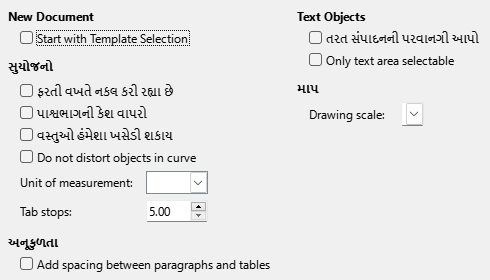 New Document
Start with Template Selection
સુયોજનો
ફરતી વખતે નકલ કરી રહ્યા છે
પાશ્વભાગની કેશ વાપરો
વસ્તુઓ હંમેશા ખસેડી શકાય
Do not distort objects in curve
Unit of measurement:
Tab stops: 5.00
અનૂકુળતા
Add spacing between paragraphs and tables
Text Objects
તરત સંપાદનની પરવાનગી આપો
Only text area selectable
માપ
Drawing scale: